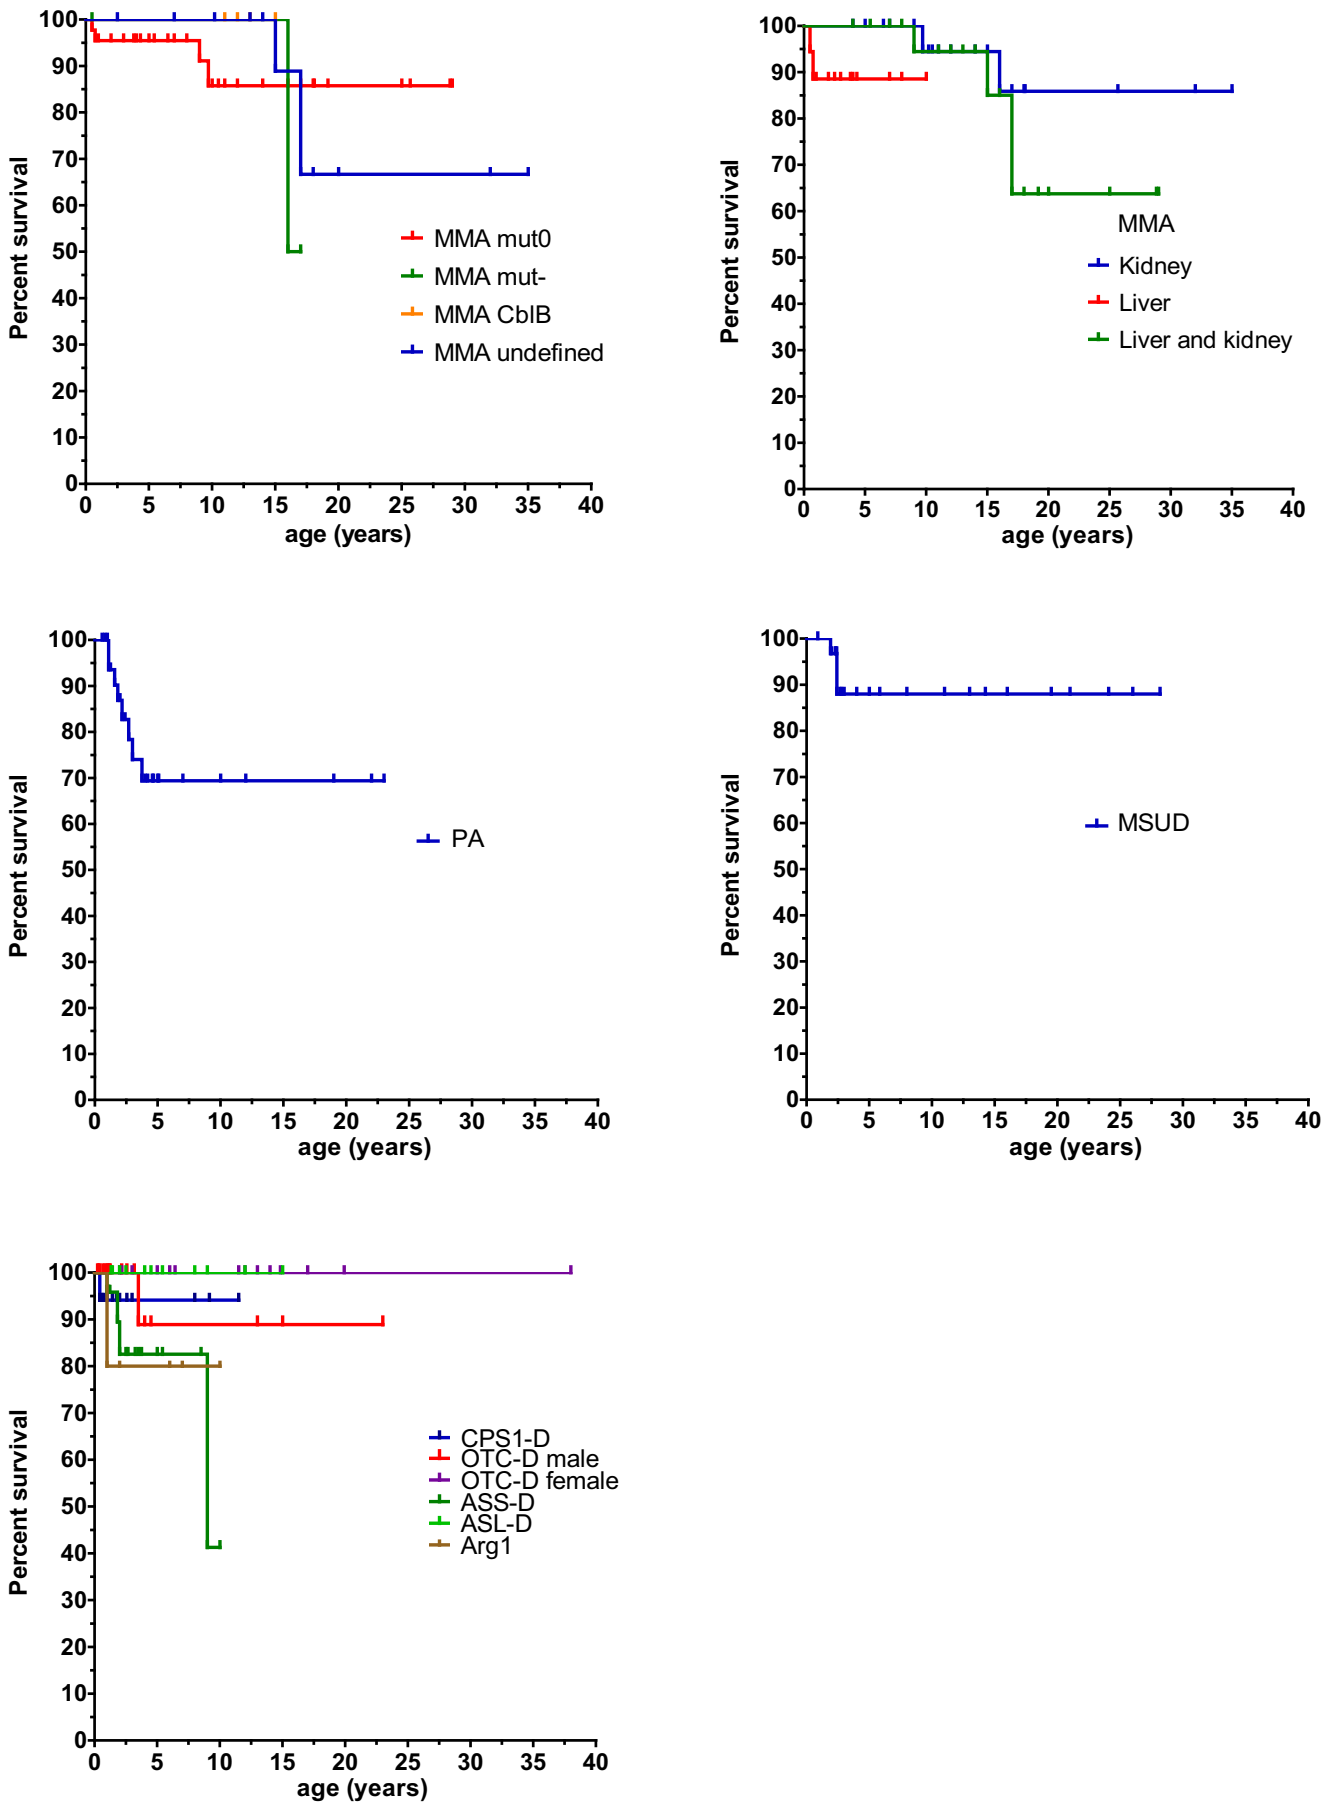 100
90
80
70
60
50
40
30
20
10
0
Percent survival
MMA mut0
MMA mut-
MMA CblB
MMA undefined
0 5 10 15 20 25 30 35 40
age (years)
100
90
80
70
60
50
40
30
20
10
0
Percent survival
MMA
Kidney
Liver
Liver and kidney
0 5 10 15 20 25 30 35 40
age (years)
100
90
80
70
60
50
40
30
20
10
0
Percent survival
PA
0 5 10 15 20 25 30 35 40
age (years)
100
90
80
70
60
50
40
30
20
10
0
Percent survival
MSUD
0 5 10 15 20 25 30 35 40
age (years)
100
90
80
70
60
50
40
30
20
10
0
Percent survival
CPS1-D
OTC-D male
OTC-D female
ASS-D
ASL-D
Arg1
0 5 10 15 20 25 30 35 40
age (years)